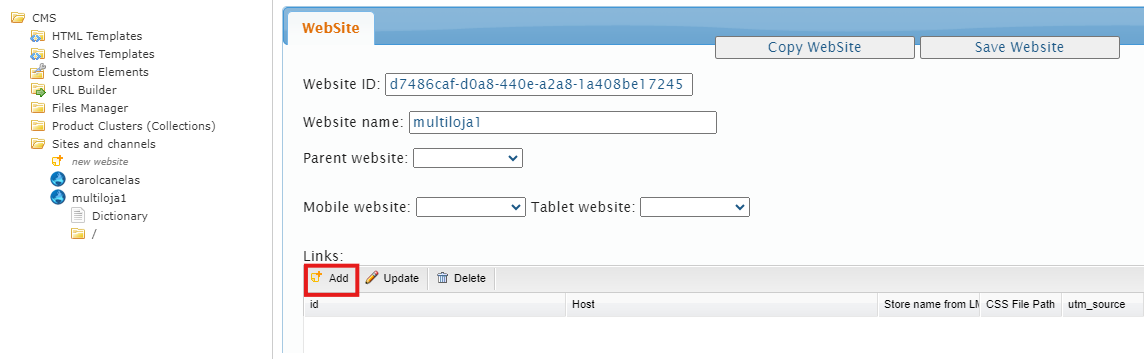 CMS
HTML Templates
Shelves Templates
Custom Elements
URL Builder
Files Manager
Product Clusters (Collections)
Sites and channels
new website
carolcanelas
multiloja1
Dictionary
/
WebSite
Copy WebSite Save Website
Website ID: d7486caf-d0a8-440e-a2a8-1a408be17245
Website name: multiloja1
Parent website:
Mobile website: Tablet website:
Links:
Add Update Delete
id Host Store name from LM CSS File Path utm_source